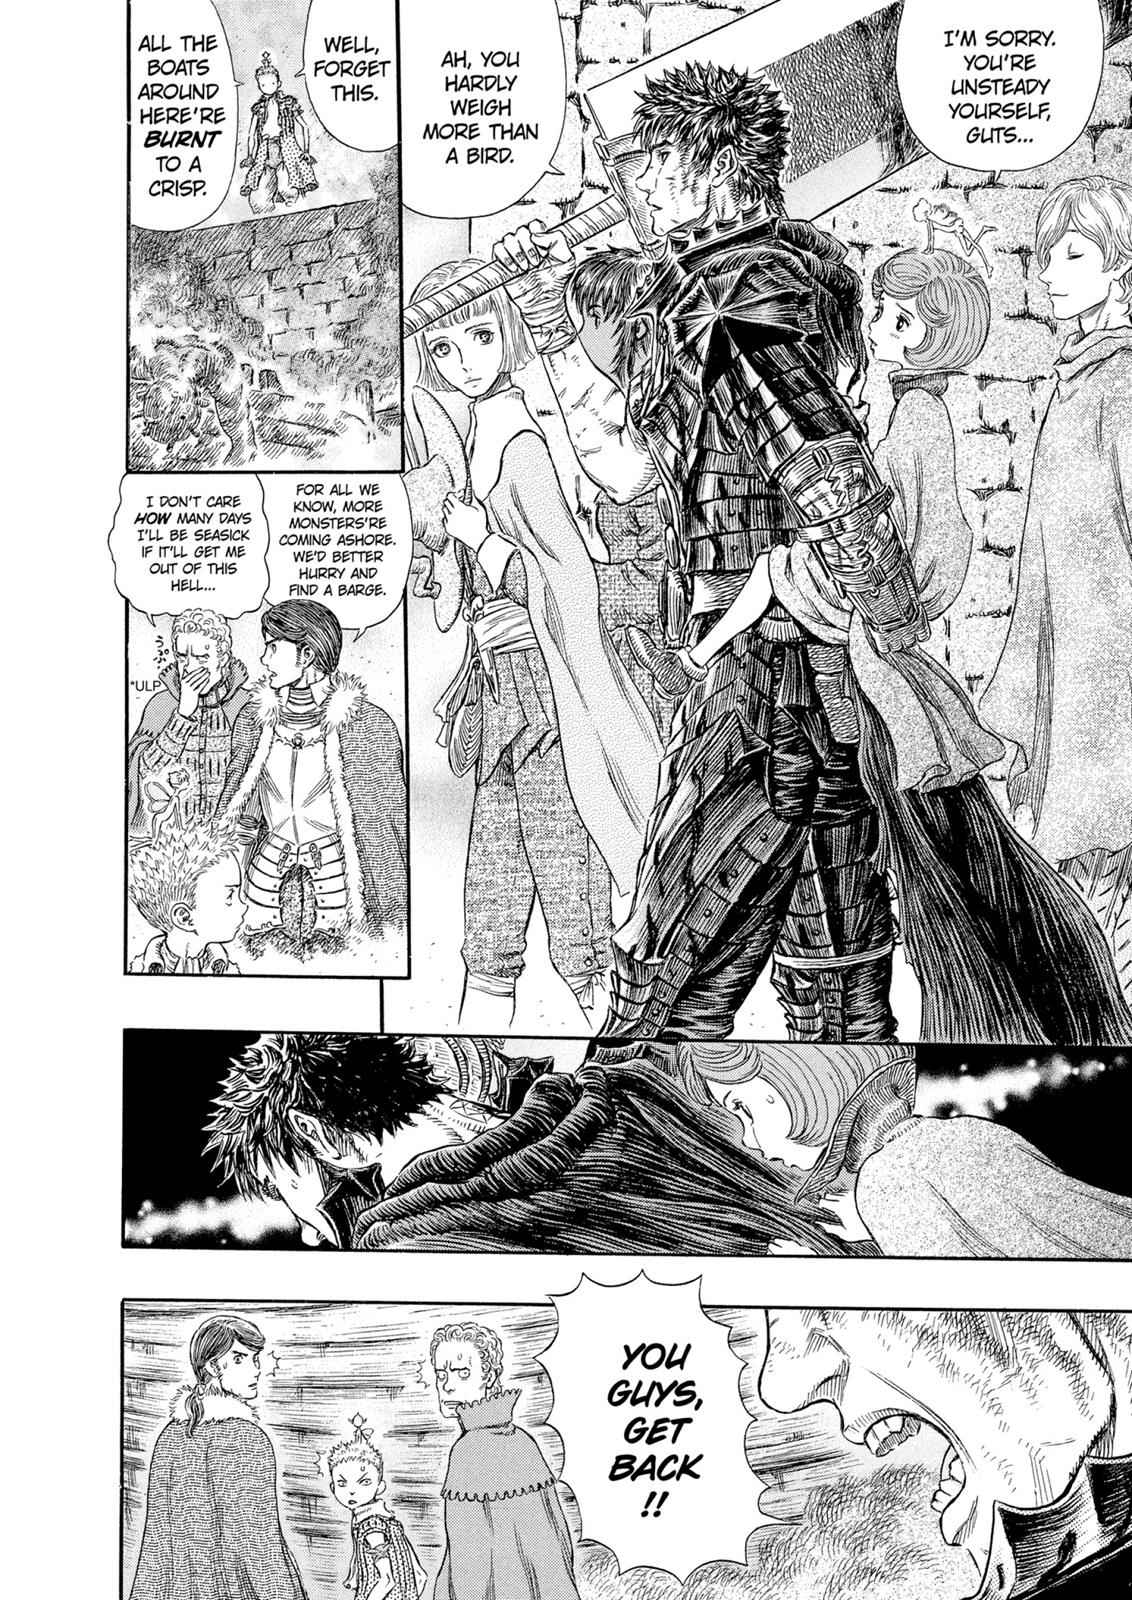 I'M SORRY.
YOU'RE
UNSTEADY
YOURSELF,
GUTS...
AH, YOU
HARDLY
WEIGH
MORE THAN
A BIRD.
WELL,
FORGET
THIS.
ALL THE
BOATS
AROUND
HERE'RE
BURNT
TO A
CRISP.
FOR ALL WE
KNOW, MORE
MONSTERS'RE
COMING ASHORE.
WE'D BETTER
HURRY AND
FIND A BARGE.
I DON'T CARE
HOW MANY DAYS
I'LL BE SEASICK
IF IT'LL GET ME
OUT OF THIS
HELL...
*ULP
YOU
GUYS,
GET
BACK
!!